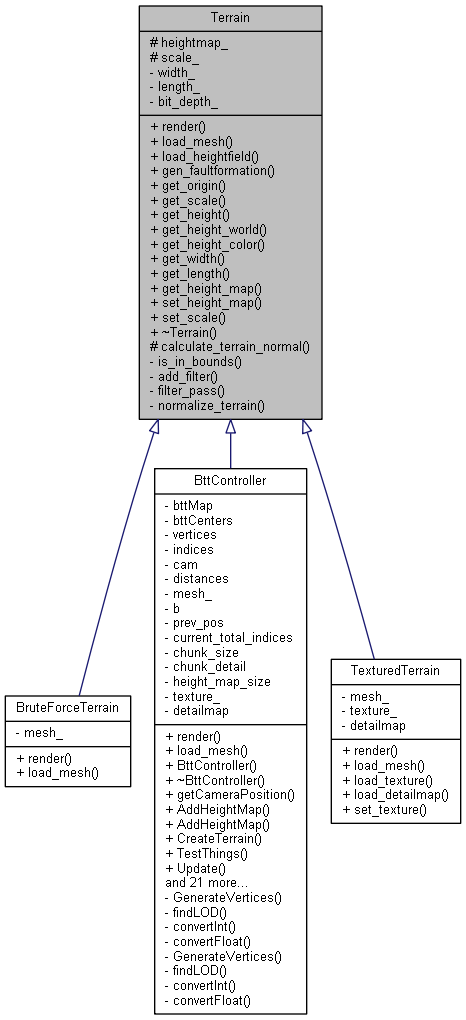 Terrain
# heightmap_
# scale_
- width_
- length_
- bit_depth_
+ render()
+ load_mesh()
+ load_heightfield()
+ gen_faultformation()
+ get_origin()
+ get_scale()
+ get_height()
+ get_height_world()
+ get_height_color()
+ get_width()
+ get_length()
+ get_height_map()
+ set_height_map()
+ set_scale()
+ ~Terrain()
# calculate_terrain_normal()
- is_in_bounds()
- add_filter()
- filter_pass()
- normalize_terrain()
BruteForceTerrain
- mesh_
+ render()
+ load_mesh()
BttController
- bttMap
- bttCenters
- vertices
- indices
- cam
- distances
- mesh_
- b
- prev_pos
- current_total_indices
- chunk_size
- chunk_detail
- height_map_size
- texture_
- detailmap
+ render()
+ load_mesh()
+ BttController()
+ ~BttController()
+ getCameraPosition()
+ AddHeightMap()
+ AddHeightMap()
+ CreateTerrain()
+ TestThings()
+ Update()
and 21 more...
- GenerateVertices()
- findLOD()
- convertInt()
- convertFloat()
- GenerateVertices()
- findLOD()
- convertInt()
- convertFloat()
TexturedTerrain
- mesh_
- texture_
- detailmap
+ render()
+ load_mesh()
+ load_texture()
+ load_detailmap()
+ set_texture()